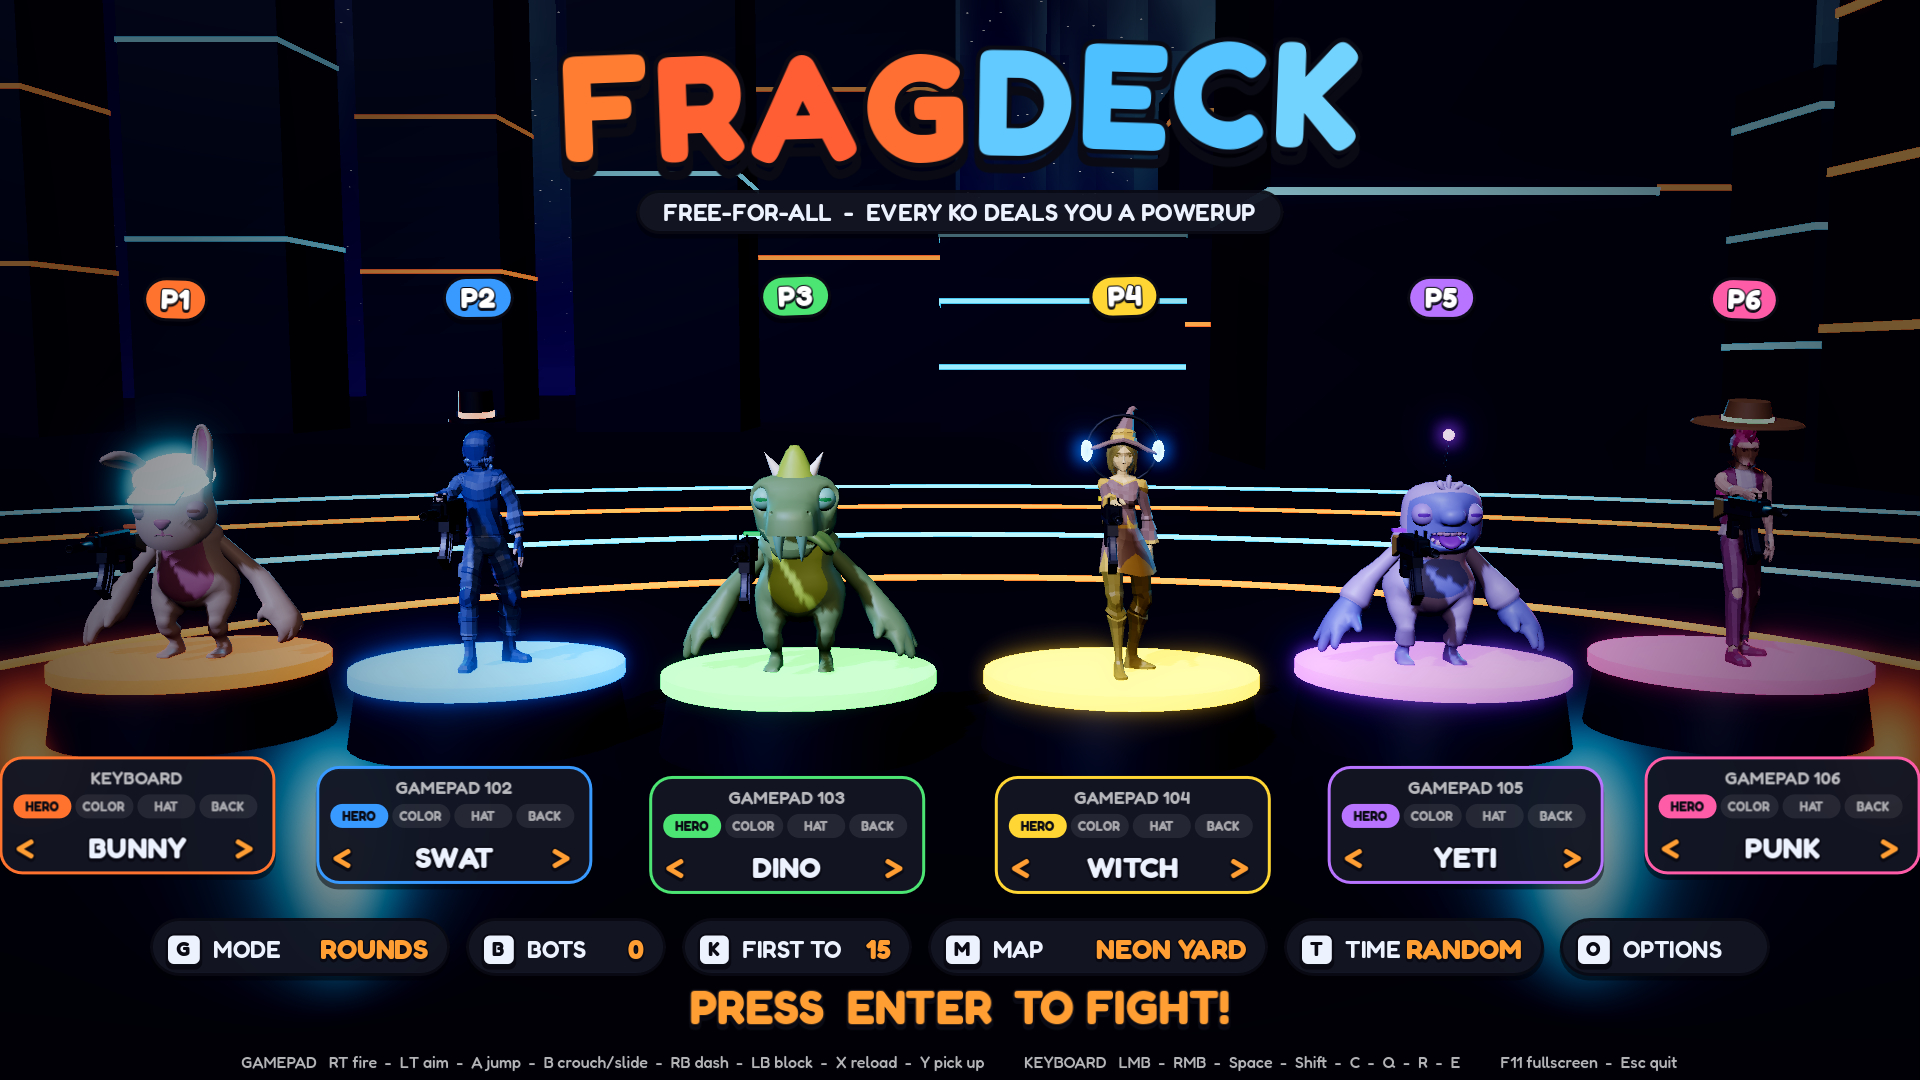 FRAGDECK
FREE-FOR-ALL - EVERY KO DEALS YOU A POWERUP
P1 P2 P3 P4 P5 P6
KEYBOARD
HERO COLOR HAT BACK
< BUNNY >
GAMEPAD 102
HERO COLOR HAT BACK
< SWAT >
GAMEPAD 103
HERO COLOR HAT BACK
< DINO >
GAMEPAD 104
HERO COLOR HAT BACK
< WITCH >
GAMEPAD 105
HERO COLOR HAT BACK
< YETI >
GAMEPAD 106
HERO COLOR HAT BACK
< PUNK >
G MODE ROUNDS B BOTS 0 K FIRST TO 15 M MAP NEON YARD T TIME RANDOM O OPTIONS
PRESS ENTER TO FIGHT!
GAMEPAD RT fire - LT aim - A jump - B crouch/slide - RB dash - LB block - X reload - Y pick up KEYBOARD LMB - RMB - Space - Shift - C - Q - R - E F11 fullscreen - Esc quit